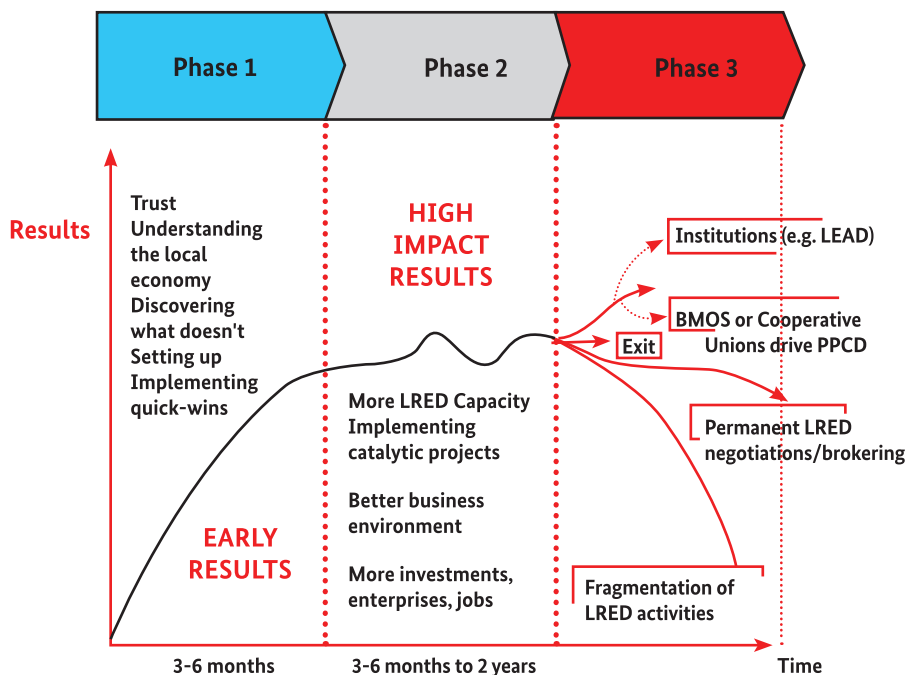 Phase 1
Phase 2
Phase 3
Results
Trust
Understanding
the local
economy
Discovering
what doesn't
Setting up
Implementing
quick-wins
EARLY
RESULTS
HIGH
IMPACT
RESULTS
More LRED Capacity
Implementing
catalytic projects
Better business
environment
More investments,
enterprises, jobs
Institutions (e.g. LEAD)
BMOS or Cooperative
Unions drive PPCD
Exit
Permanent LRED
negotiations/brokering
Fragmentation of
LRED activities
3-6 months
3-6 months to 2 years
Time